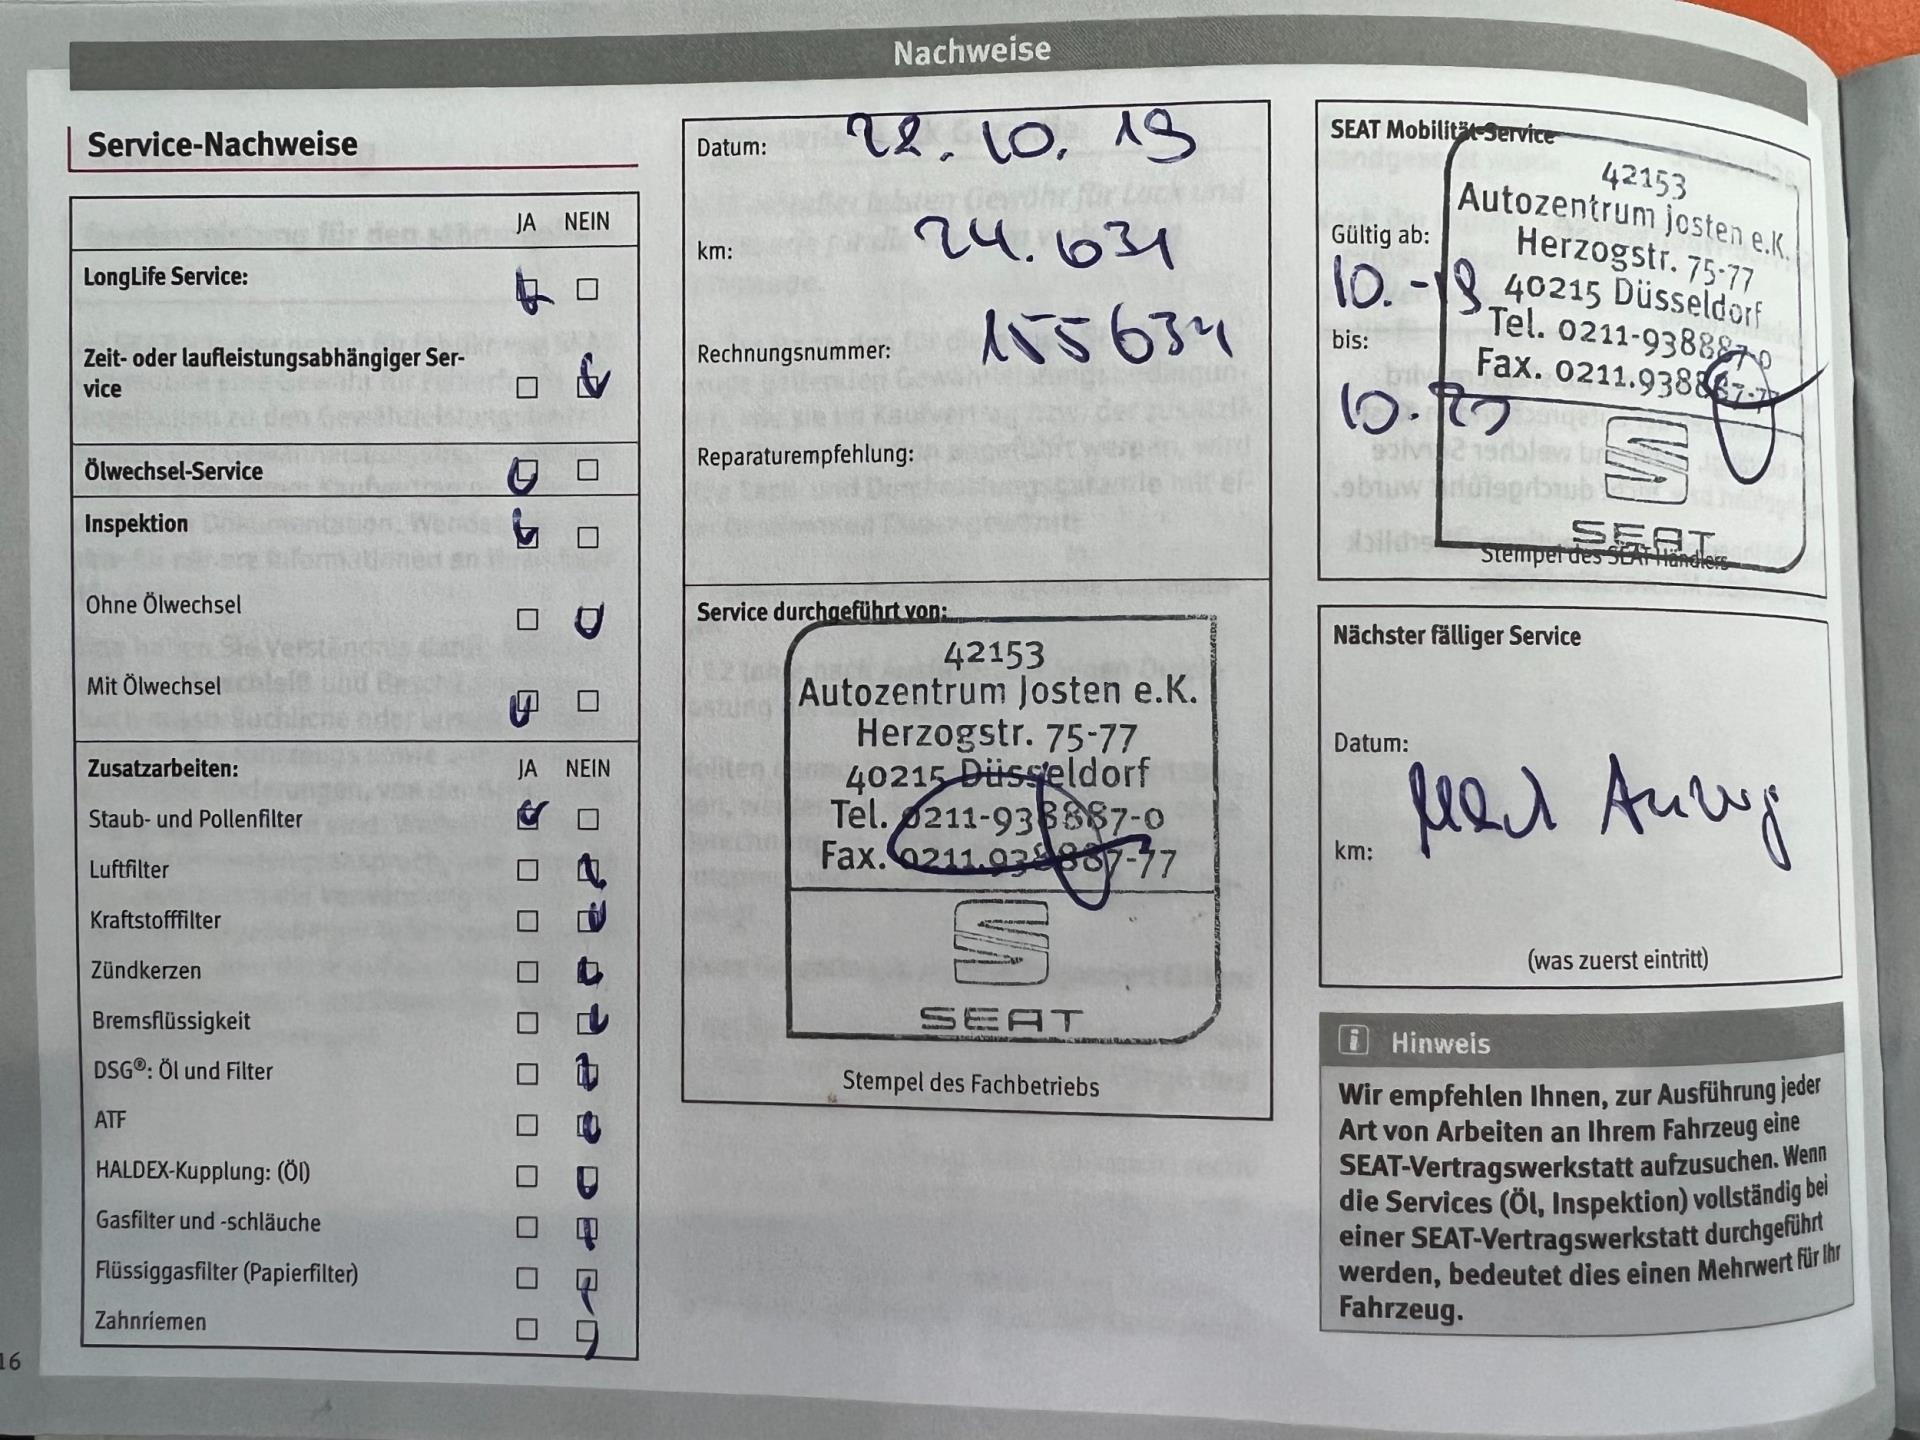 Nachweise
Service-Nachweise
JA NEIN
LongLife Service:
Zeit- oder laufleistungsabhängiger Ser-
vice
Ölwechsel-Service
Inspektion
Ohne Ölwechsel
Mit Ölwechsel
Zusatzarbeiten: JA NEIN
Staub- und Pollenfilter
Luftfilter
Kraftstofffilter
Zündkerzen
Bremsflüssigkeit
DSG®: Öl und Filter
ATF
HALDEX-Kupplung: (Öl)
Gasfilter und -schläuche
Flüssiggasfilter (Papierfilter)
Zahnriemen
16
Datum: 22.10.19
km: 24.631
Rechnungsnummer: 155631
Reparaturempfehlung:
Service durchgeführt von:
42153
Autozentrum Josten e.K.
Herzogstr. 75-77
40215 Düsseldorf
Tel. 0211-938887-0
Fax. 0211.938887-77
SEAT
Stempel des Fachbetriebs
SEAT Mobilität-Service
42153
Autozentrum Josten e.K.
Herzogstr. 75-77
40215 Düsseldorf
Tel. 0211-938887-0
Fax. 0211.938887-77
SEAT
Gültig ab:
10.-19
bis:
10.
Stempel des SEAT Händlers
Nächster fälliger Service
Datum:
km:
(was zuerst eintritt)
i Hinweis
Wir empfehlen Ihnen, zur Ausführung jeder
Art von Arbeiten an Ihrem Fahrzeug eine
SEAT-Vertragswerkstatt aufzusuchen. Wenn
die Services (Öl, Inspektion) vollständig bei
einer SEAT-Vertragswerkstatt durchgeführt
werden, bedeutet dies einen Mehrwert für Ihr
Fahrzeug.